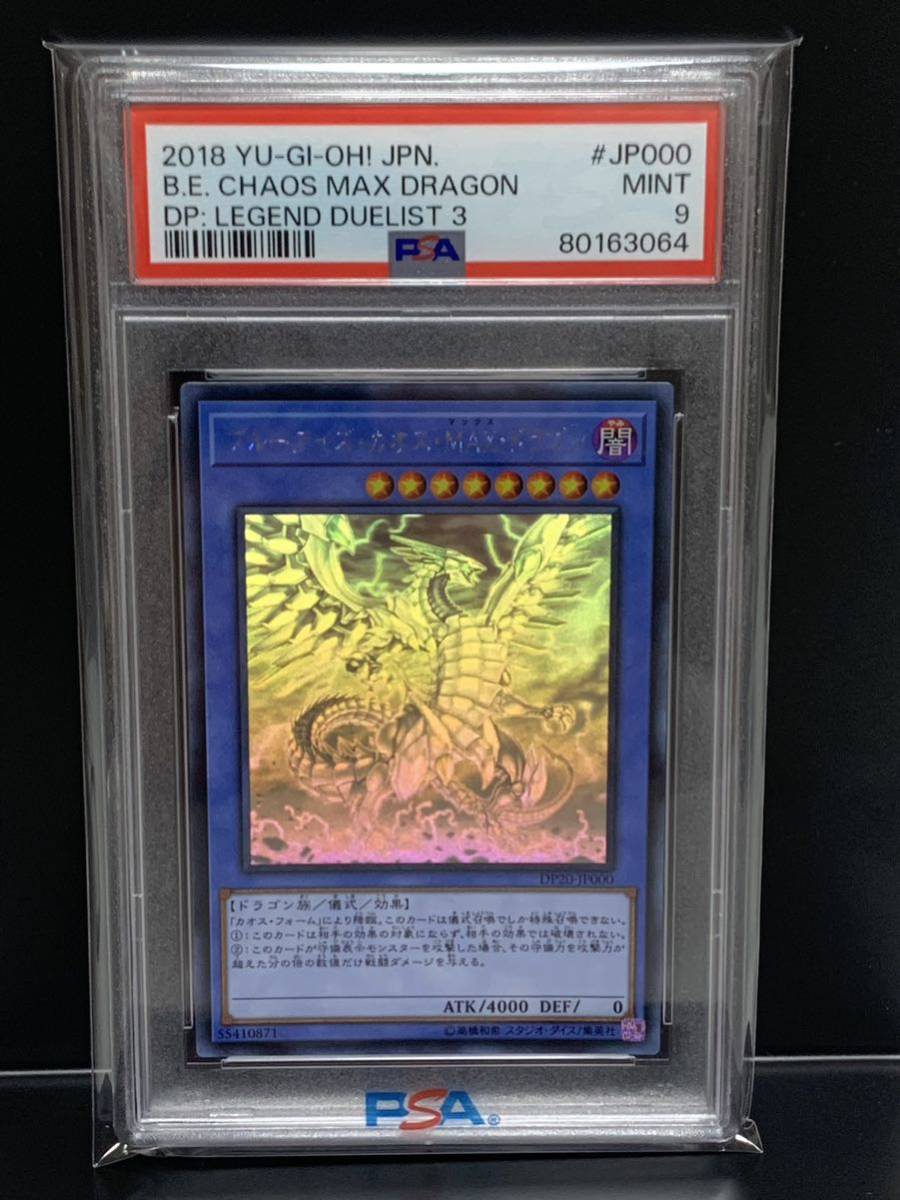 2018 YU-GI-OH! JPN. #JP000
B.E. CHAOS MAX DRAGON MINT
DP: LEGEND DUELIST 3 9
PSA 80163064
マックス
ブルーアイズ・カオス・MAX・ドラゴン
やみ
闇
DP20-JP000
【ドラゴン族／儀式／効果】
「カオス・フォーム」により降臨。このカードは儀式召喚でしか特殊召喚できない。
①：このカードは相手の効果の対象にならず、相手の効果では破壊されない。
②：このカードが守備表示モンスターを攻撃した場合、その守備力を攻撃力が
超えた分の倍の数値だけ戦闘ダメージを与える。
ATK/4000 DEF/ 0
55410871 ©高橋和希 スタジオ・ダイス/集英社
PSA®